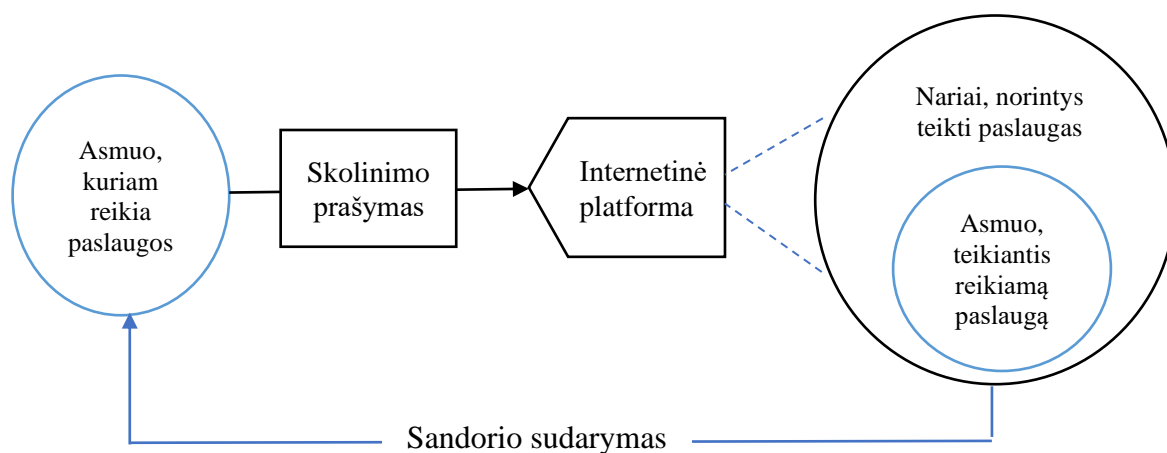 Asmuo,
kuriam
reikia
paslaugos
Skolinimo
prašymas
Internetinė
platforma
Nariai, norintys
teikti paslaugas
Asmuo,
teikiantis
reikiamą
paslaugą
Sandorio sudarymas